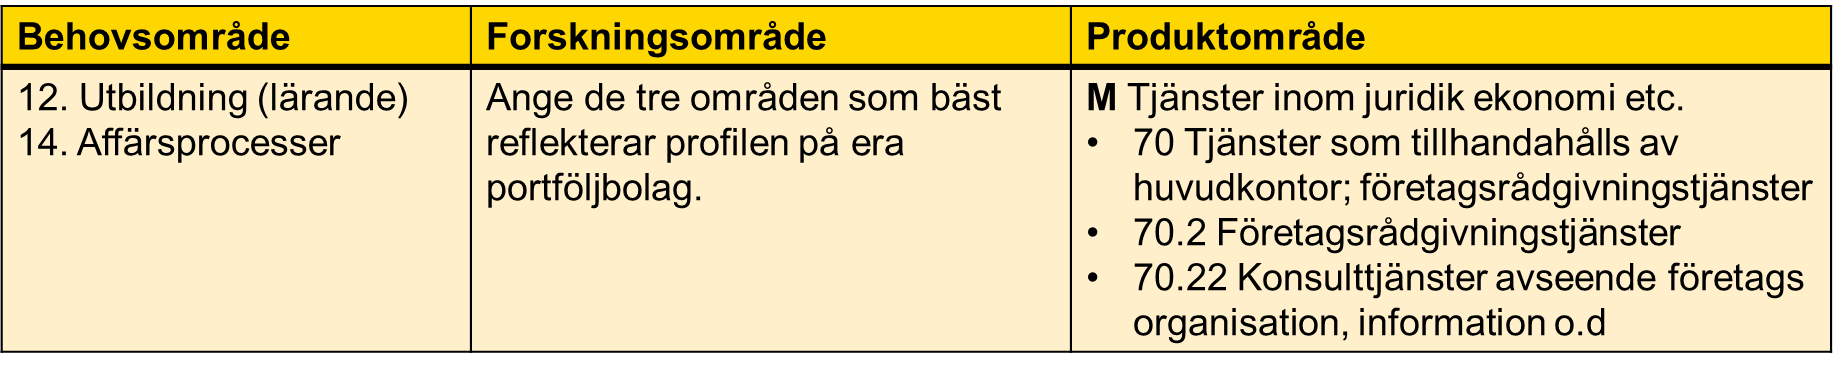 Behovsområde
Forskningsområde
Produktområde
12. Utbildning (lärande)
14. Affärsprocesser
Ange de tre områden som bäst
reflekterar profilen på era
portföljbolag.
M Tjänster inom juridik ekonomi etc.
• 70 Tjänster som tillhandahålls av
huvudkontor; företagsrådgivningstjänster
• 70.2 Företagsrådgivningstjänster
• 70.22 Konsulttjänster avseende företags
organisation, information o.d